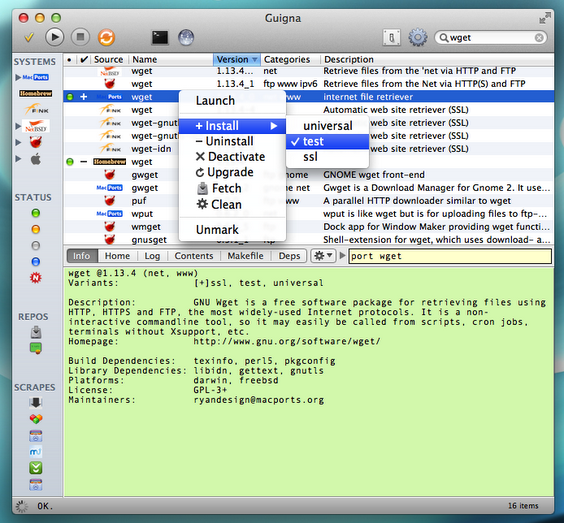 Guigna
wget
SYSTEMS
MacPorts
Homebrew
FINK
NetBSD
STATUS
REPOS
SCRAPES
Source Name Version Categories Description
NetBSD wget 1.13.4... net Retrieve files from the 'net via HTTP and FTP
wget 1.13.4_1 ftp www ipv6 Retrieve files from the Net via HTTP(S) and FTP
+ MacPorts wget www internet file retriever
FINK wget Automatic web site retriever (SSL)
FINK wget-gnut Automatic web site retriever (SSL)
FINK wget-gnut Automatic web site retriever (SSL)
FINK wget-idn Automatic web site retriever (SSL)
− Homebrew wget
gwget GNOME wget front-end
MacPorts gwget gnome net Gwget is a Download Manager for Gnome 2. It use...
puf www A parallel HTTP downloader similar to wget
MacPorts wput wput is like wget but is for uploading files to ftp-...
wmget Dock app for Window Maker providing wget functi...
gnusget Shell-extension for wget, which uses download- a...
Launch
+ Install
− Uninstall
Deactivate
Upgrade
Fetch
Clean
Unmark
universal
✓ test
ssl
Info Home Log Contents Makefile Deps
port wget
wget @1.13.4 (net, www)
Variants: [+]ssl, test, universal
Description: GNU Wget is a free software package for retrieving files using
HTTP, HTTPS and FTP, the most widely-used Internet protocols. It is a non-
interactive commandline tool, so it may easily be called from scripts, cron jobs,
terminals without Xsupport, etc.
Homepage: http://www.gnu.org/software/wget/
Build Dependencies: texinfo, perl5, pkgconfig
Library Dependencies: libidn, gettext, gnutls
Platforms: darwin, freebsd
License: GPL-3+
Maintainers: ryandesign@macports.org
OK.
16 items